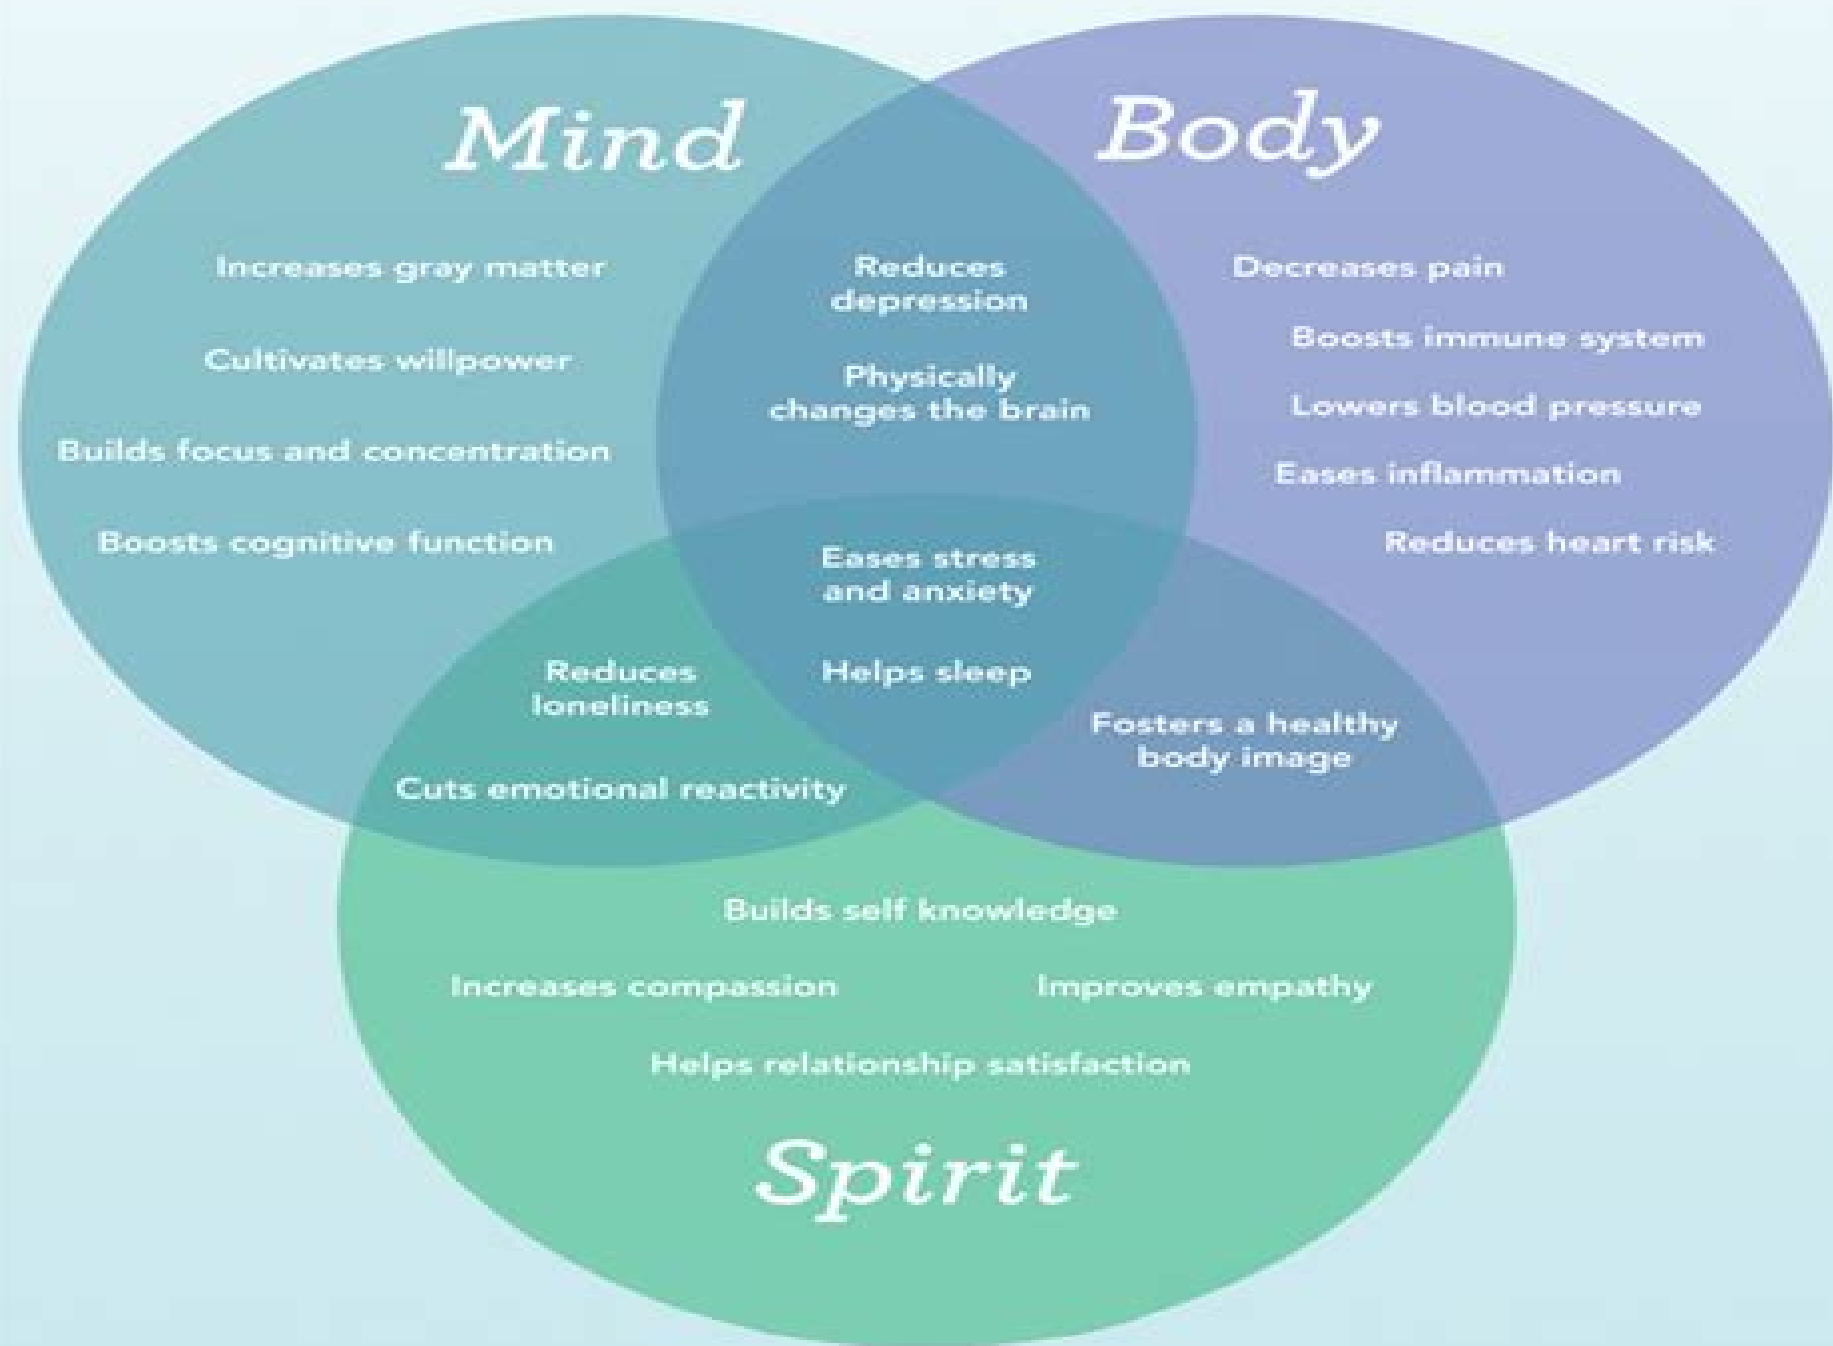 Mind
Increases gray matter
Cultivates willpower
Builds focus and concentration
Boosts cognitive function
Body
Decreases pain
Boosts immune system
Lowers blood pressure
Eases inflammation
Reduces heart risk
Reduces
depression
Physically
changes the brain
Eases stress
and anxiety
Helps sleep
Reduces
loneliness
Cuts emotional reactivity
Fosters a healthy
body image
Builds self knowledge
Increases compassion
Improves empathy
Helps relationship satisfaction
Spirit